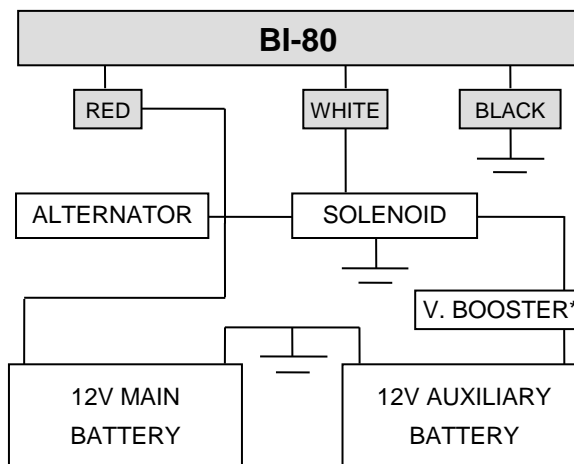 BI-80
RED
WHITE
BLACK
ALTERNATOR
SOLENOID
V. BOOSTER*
12V MAIN
BATTERY
12V AUXILIARY
BATTERY